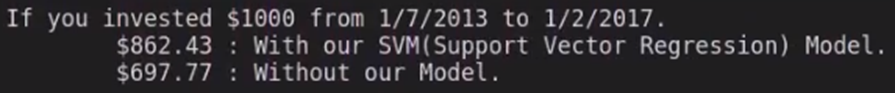 If you invested $1000 from 1/7/2013 to 1/2/2017.
$862.43 : With our SVM(Support Vector Regression) Model.
$697.77 : Without our Model.